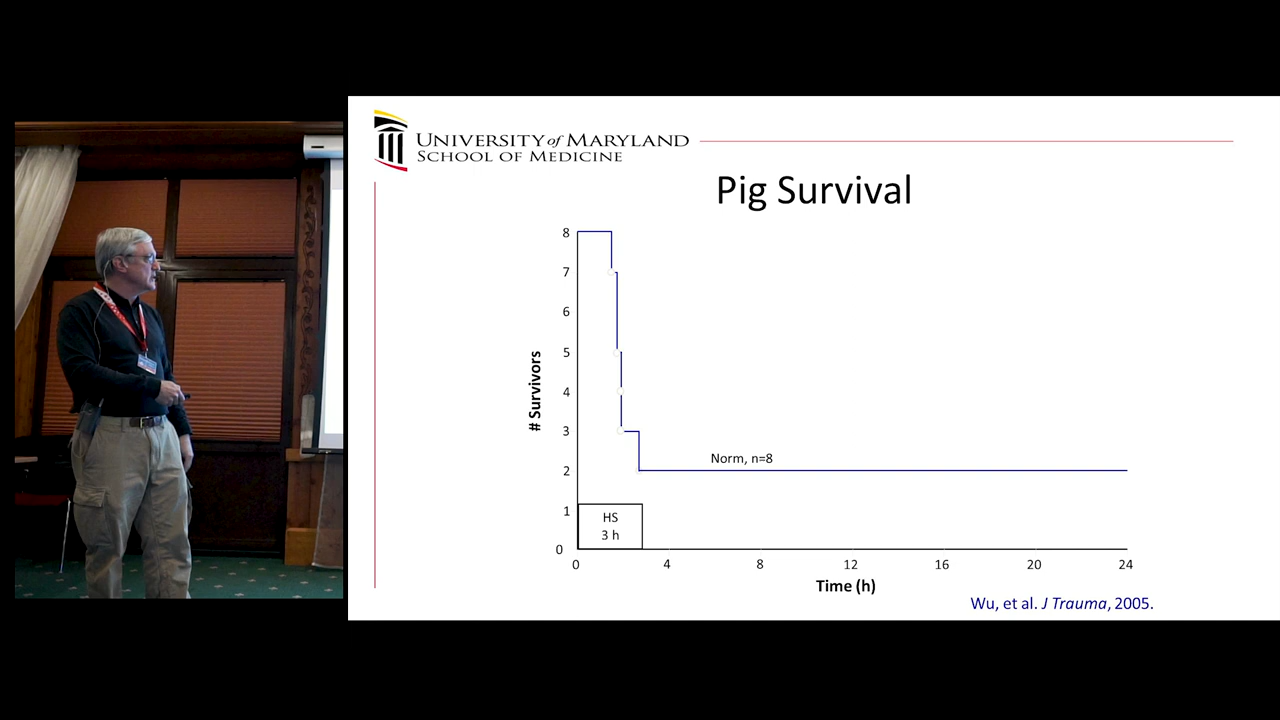 UNIVERSITY of MARYLAND
SCHOOL OF MEDICINE
Pig Survival
8
7
6
5
4
3
2
1
0
# Survivors
Norm, n=8
HS
3 h
0
4
8
12
16
20
24
Time (h)
Wu, et al. J Trauma, 2005.